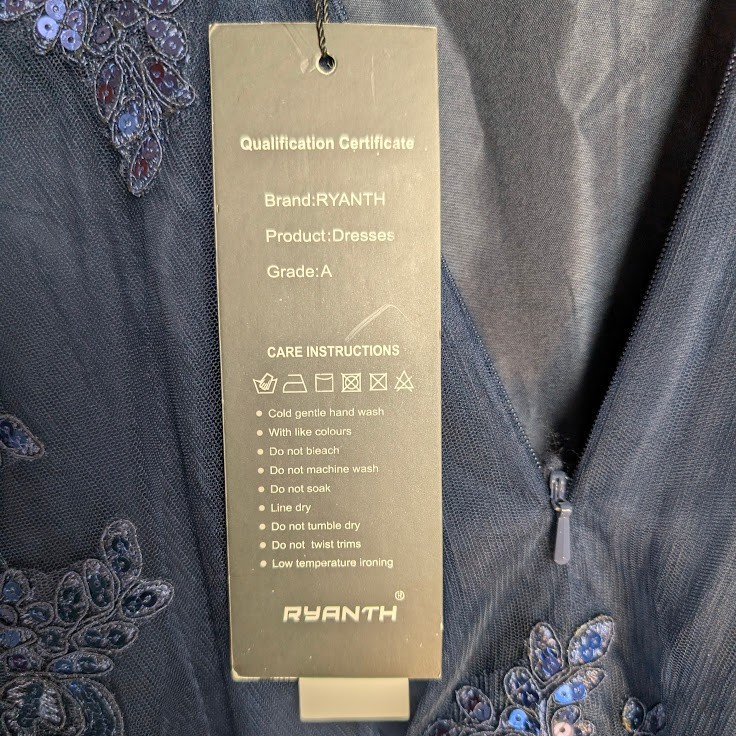 Qualification Certificate
Brand:RYANTH
Product:Dresses
Grade:A
CARE INSTRUCTIONS
• Cold gentle hand wash
• With like colours
• Do not bleach
• Do not machine wash
• Do not soak
• Line dry
• Do not tumble dry
• Do not twist trims
• Low temperature ironing
RYANTH®